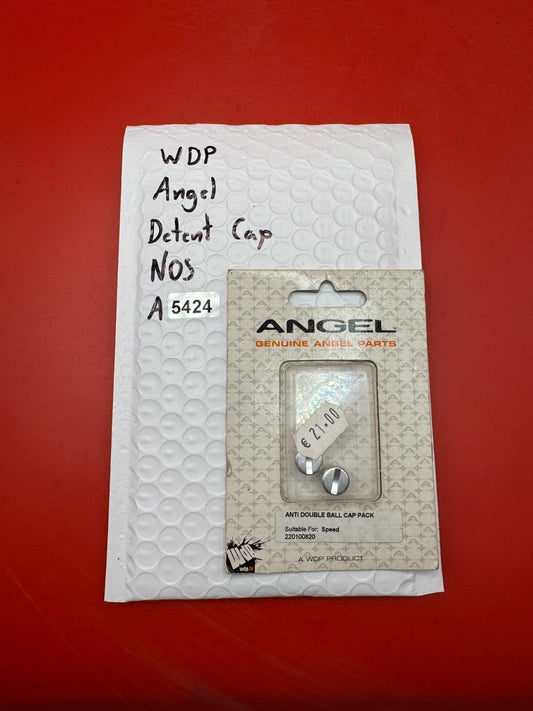 WDP
Angel
Detent Cap
NOS
A 5424
ANGEL
GENUINE ANGEL PARTS
€ 21.00
ANTI DOUBLE BALL CAP PACK
Suitable For: Speed
220100820
A WDP PRODUCT